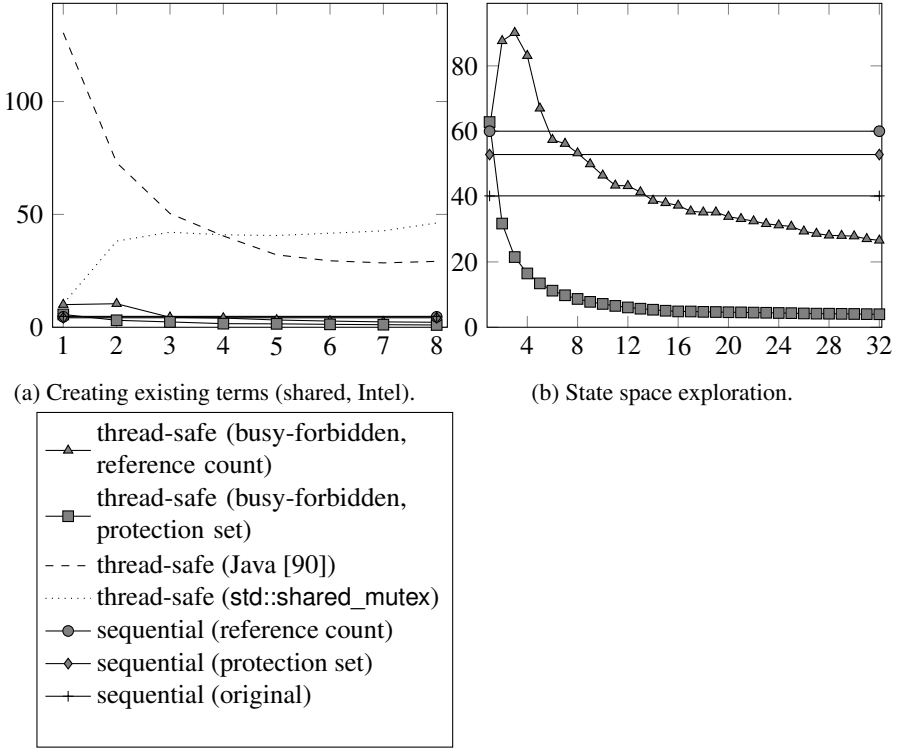 100
50
0
1 2 3 4 5 6 7 8
(a) Creating existing terms (shared, Intel).
80
60
40
20
0
4 8 12 16 20 24 28 32
(b) State space exploration.
thread-safe (busy-forbidden,
reference count)
thread-safe (busy-forbidden,
protection set)
thread-safe (Java [90])
thread-safe (std::shared_mutex)
sequential (reference count)
sequential (protection set)
sequential (original)